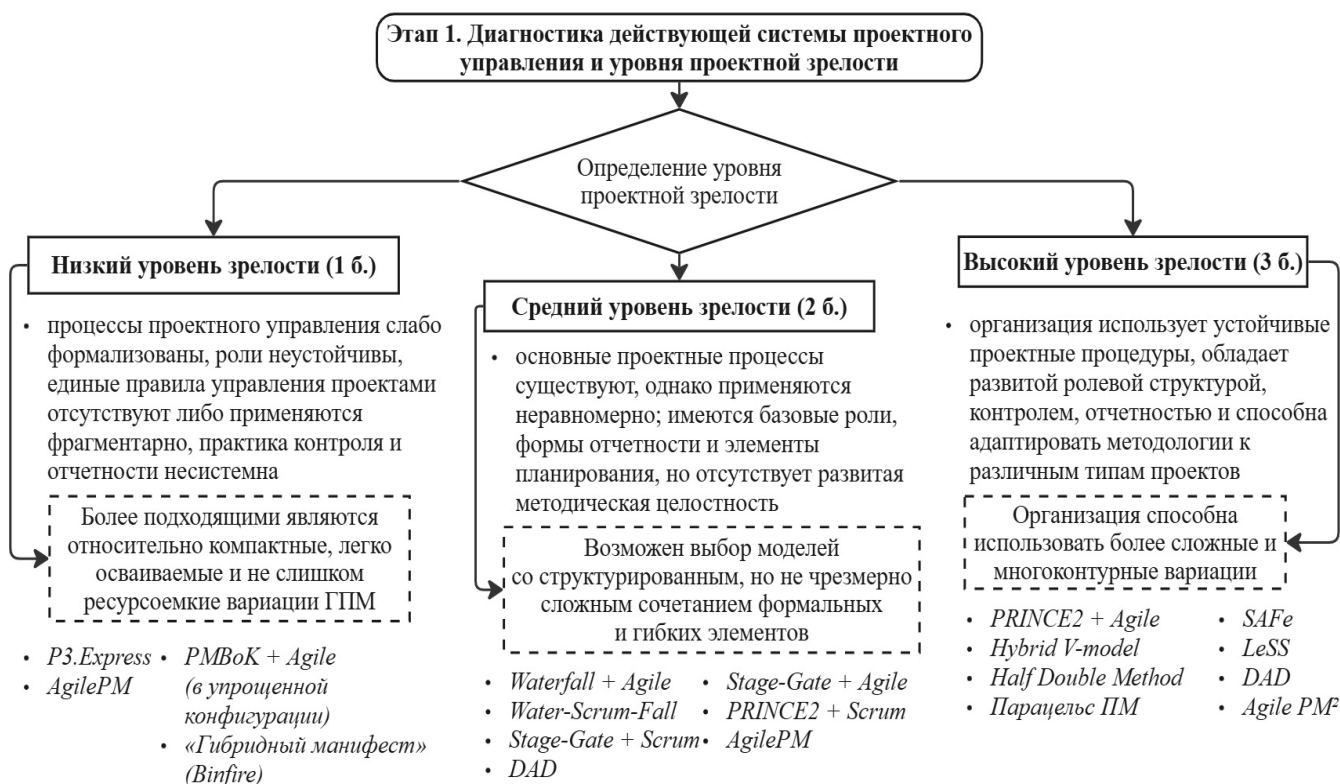 Этап 1. Диагностика действующей системы проектного
управления и уровня проектной зрелости
Определение уровня
проектной зрелости
Низкий уровень зрелости (1 б.)
• процессы проектного управления слабо
формализованы, роли неустойчивы,
единые правила управления проектами
отсутствуют либо применяются
фрагментарно, практика контроля и
отчетности несистемна
Более подходящими являются
относительно компактные, легко
осваиваемые и не слишком
ресурсоемкие вариации ГПМ
• P3.Express
• AgilePM
• PMBoK + Agile
(в упрощенной
конфигурации)
• «Гибридный манифест»
(Binfire)
Средний уровень зрелости (2 б.)
• основные проектные процессы
существуют, однако применяются
неравномерно; имеются базовые роли,
формы отчетности и элементы
планирования, но отсутствует развитая
методическая целостность
Возможен выбор моделей
со структурированным, но не чрезмерно
сложным сочетанием формальных
и гибких элементов
• Waterfall + Agile
• Water-Scrum-Fall
• Stage-Gate + Scrum
• DAD
• Stage-Gate + Agile
• PRINCE2 + Scrum
• AgilePM
Высокий уровень зрелости (3 б.)
• организация использует устойчивые
проектные процедуры, обладает
развитой ролевой структурой,
контролем, отчетностью и способна
адаптировать методологии к
различным типам проектов
Организация способна
использовать более сложные и
многоконтурные вариации
• PRINCE2 + Agile
• Hybrid V-model
• Half Double Method
• Парацельс ПМ
• SAFe
• LeSS
• DAD
• Agile PM²